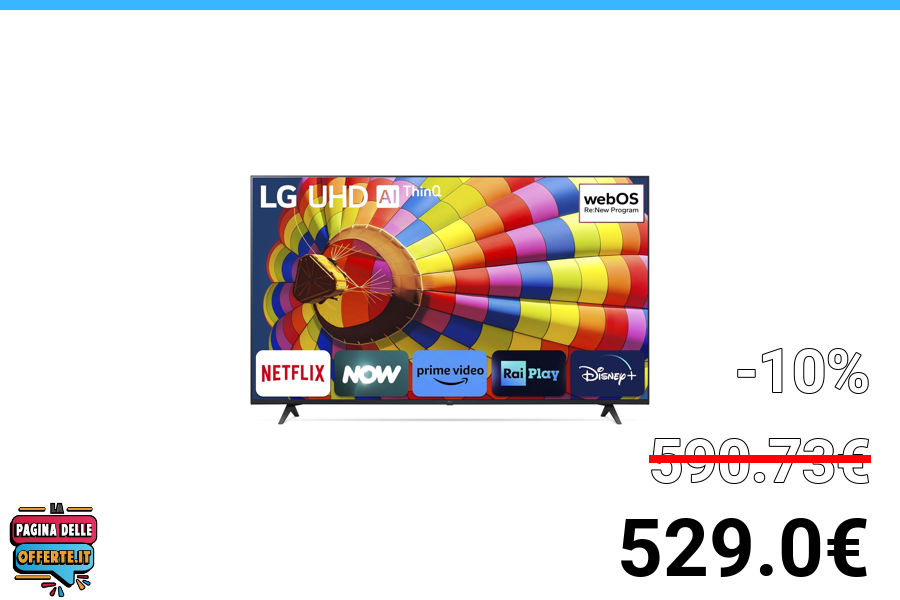 LG UHD AI ThinQ
webOS
Re:New Program
NETFLIX
NOW
prime video
Rai Play
Disney+
-10%
590.73€
529.0€
LA
PAGINA DELLE
OFFERTE.IT